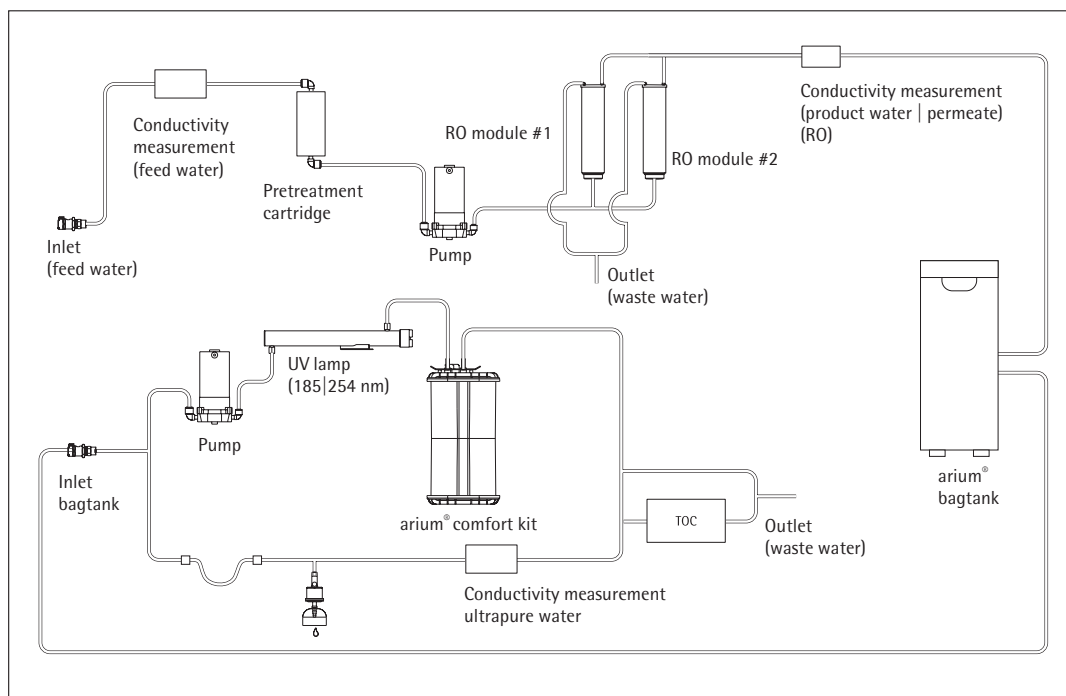 Conductivity
measurement
(feed water)
Inlet
(feed water)
Pretreatment
cartridge
Pump
RO module #1
RO module #2
Outlet
(waste water)
Conductivity measurement
(product water | permeate)
(RO)
arium®
bagtank
UV lamp
(185|254 nm)
Pump
Inlet
bagtank
arium® comfort kit
TOC
Outlet
(waste water)
Conductivity measurement
ultrapure water